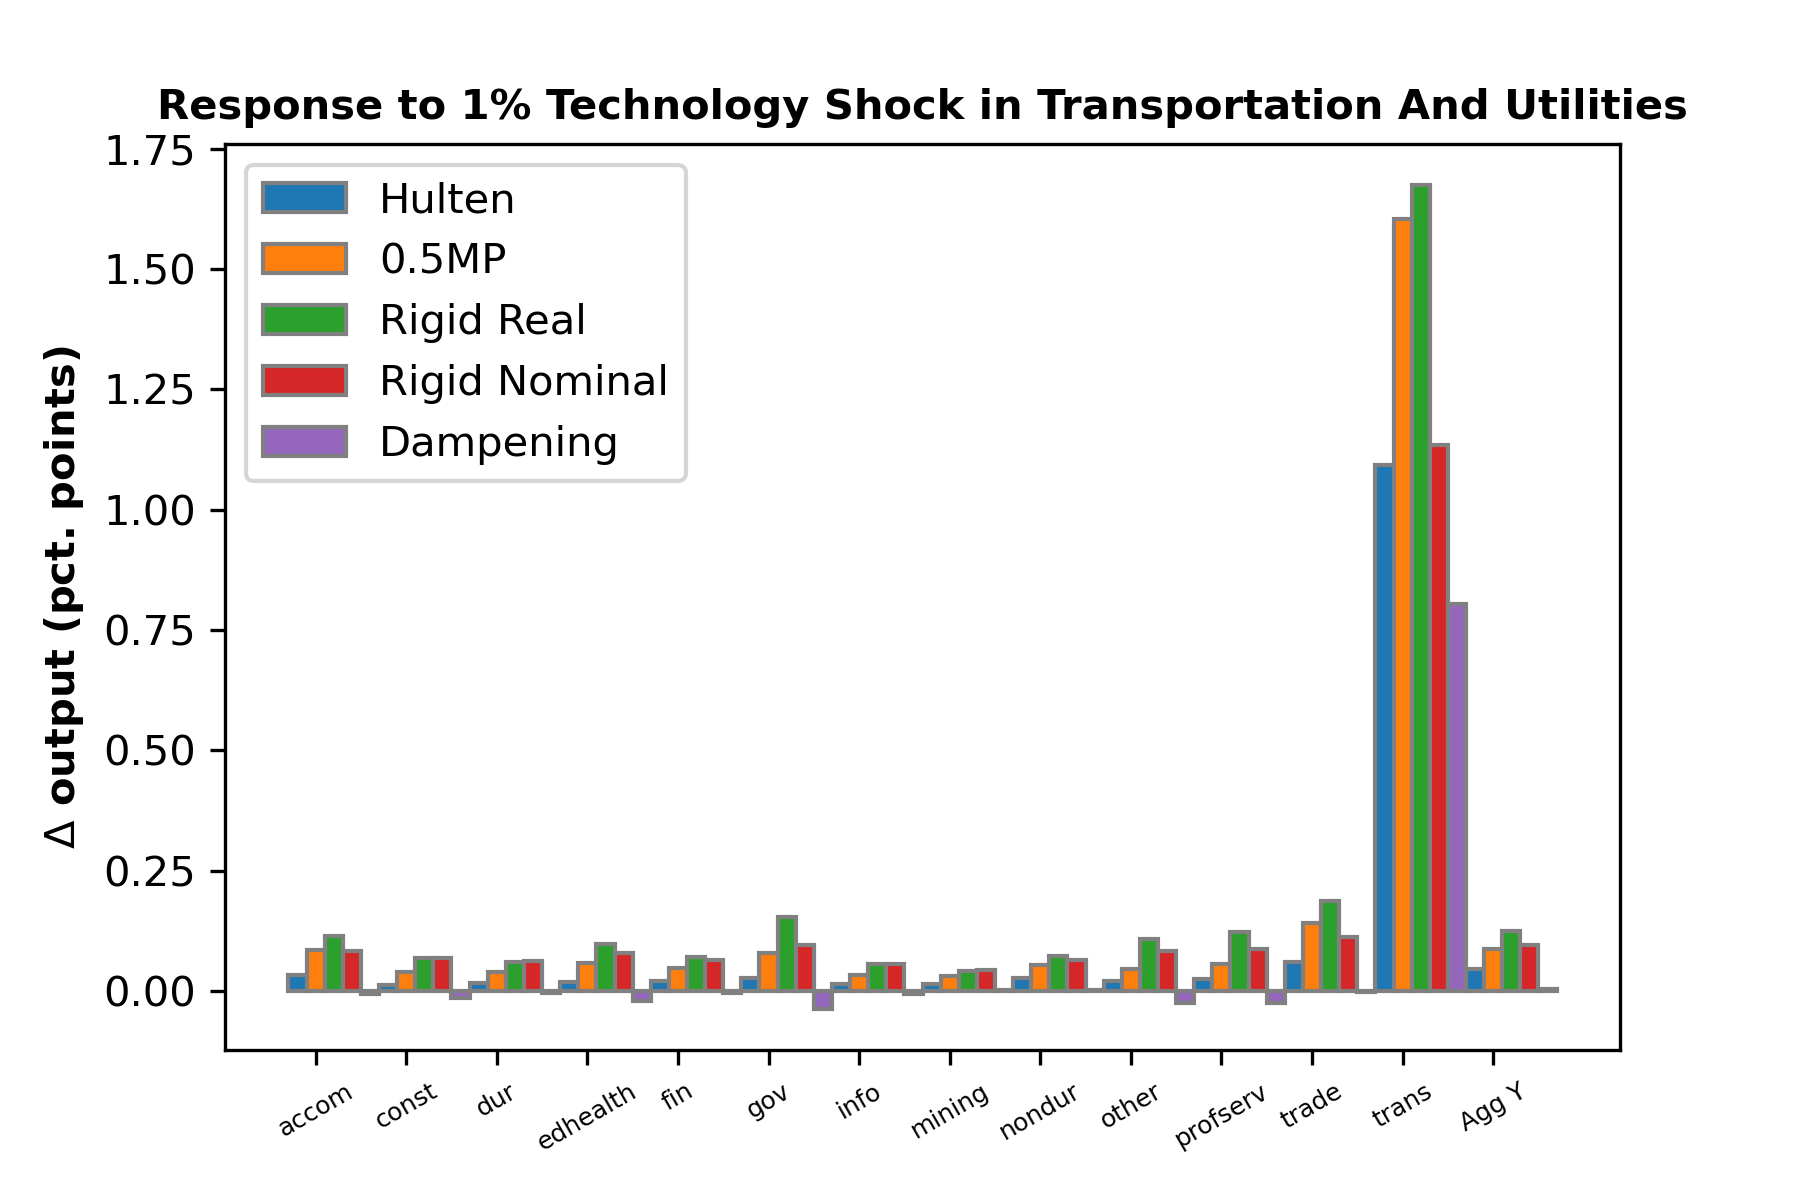 Response to 1% Technology Shock in Transportation And Utilities
Δ output (pct. points)
1.75
1.50
1.25
1.00
0.75
0.50
0.25
0.00
Hulten
0.5MP
Rigid Real
Rigid Nominal
Dampening
accom
const
dur
edhealth
fin
gov
info
mining
nondur
other
profserv
trade
trans
Agg Y